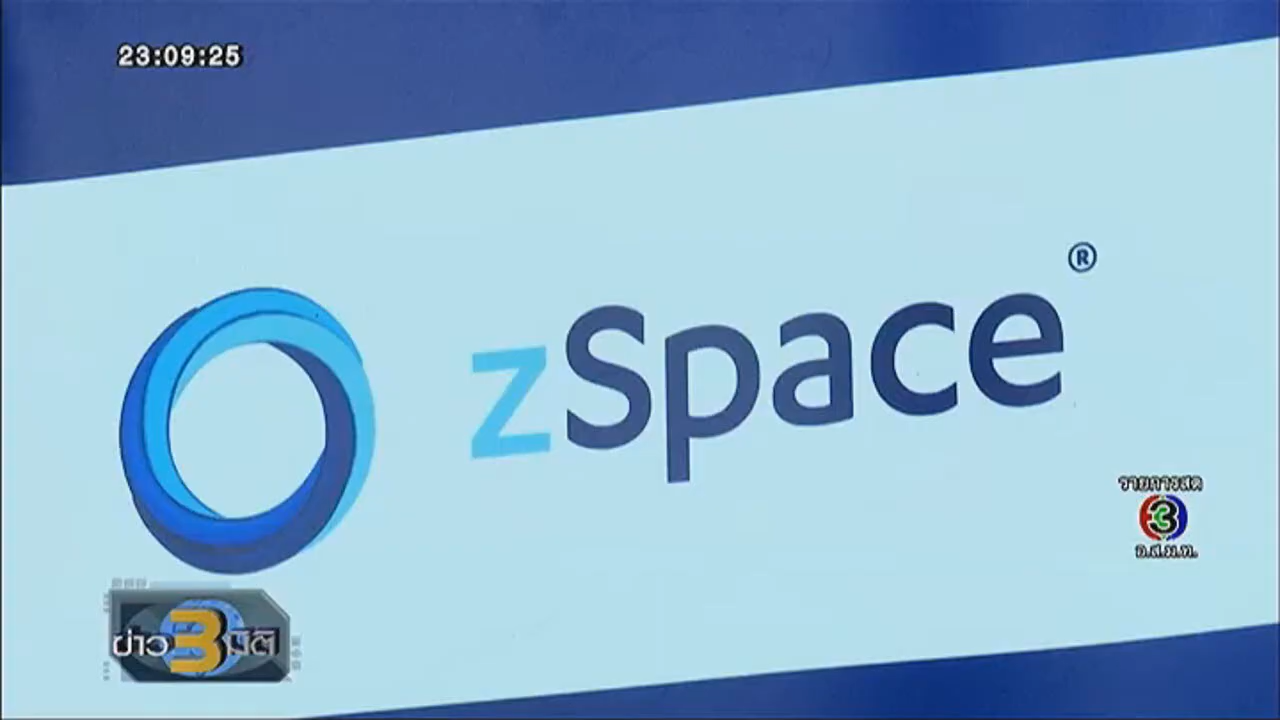 23:09:25
zSpace®
รายการสด
3
อ.ส.ม.ท.
ข่าว 3 มิติ